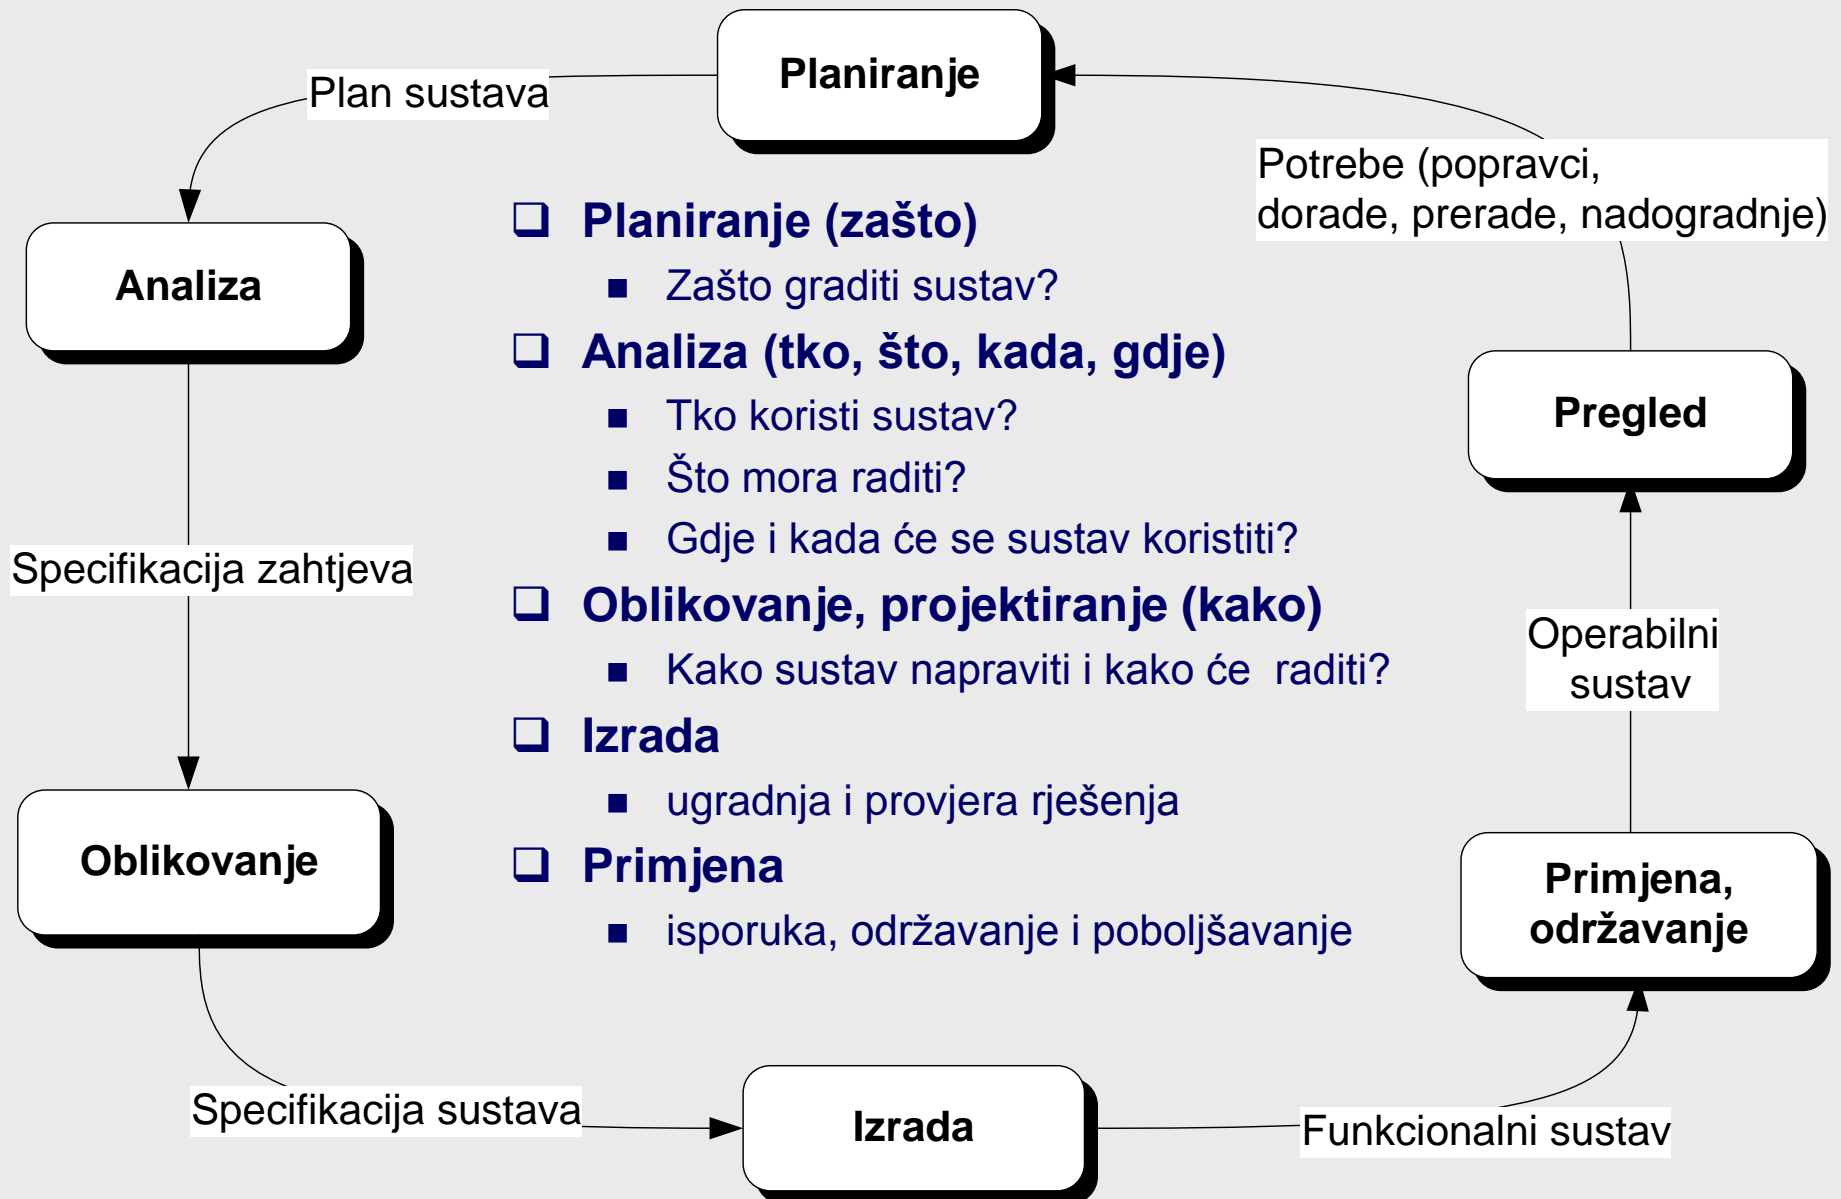 Planiranje
Plan sustava
Potrebe (popravci,
dorade, prerade, nadogradnje)
Analiza
Planiranje (zašto)
Zašto graditi sustav?
Analiza (tko, što, kada, gdje)
Tko koristi sustav?
Što mora raditi?
Gdje i kada će se sustav koristiti?
Oblikovanje, projektiranje (kako)
Kako sustav napraviti i kako će  raditi?
Izrada
ugradnja i provjera rješenja
Primjena
isporuka, održavanje i poboljšavanje
Pregled
Specifikacija zahtjeva
Operabilni
sustav
Oblikovanje
Primjena,
održavanje
Specifikacija sustava
Izrada
Funkcionalni sustav